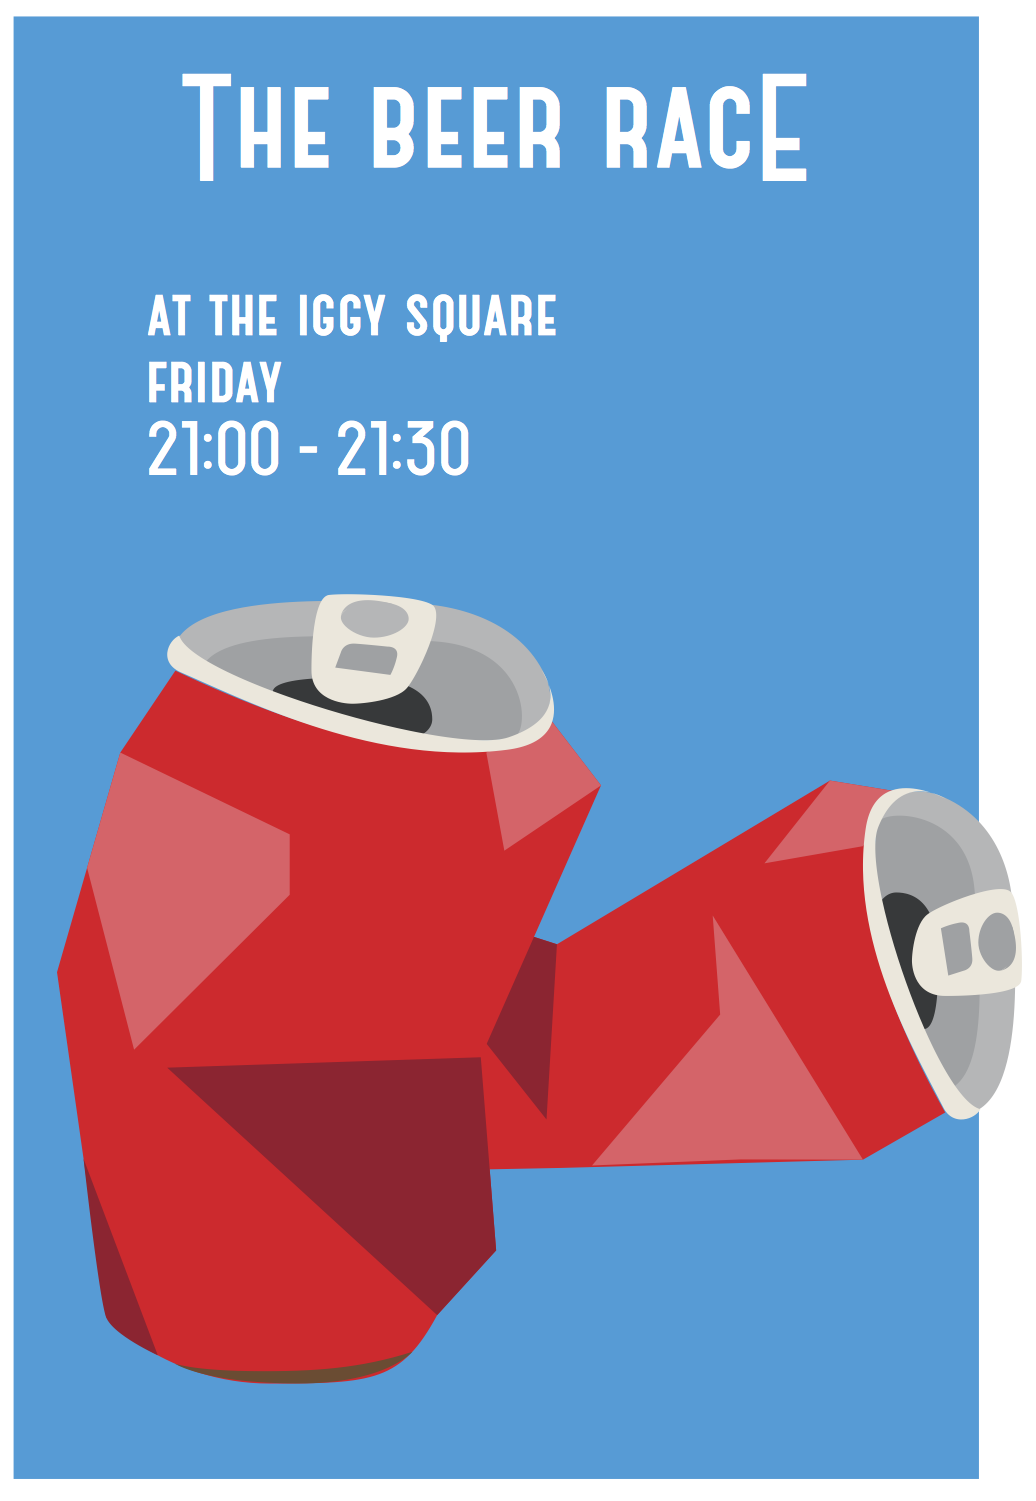 THE BEER RACE
AT THE IGGY SQUARE
FRIDAY
21:00 - 21:30